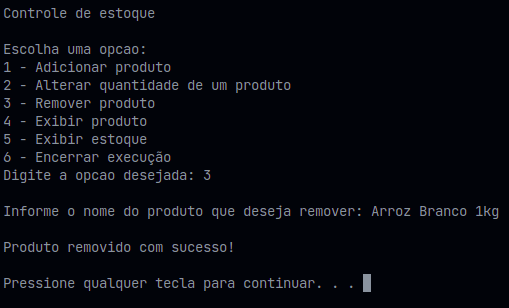 Controle de estoque
Escolha uma opcao:
1 - Adicionar produto
2 - Alterar quantidade de um produto
3 - Remover produto
4 - Exibir produto
5 - Exibir estoque
6 - Encerrar execução
Digite a opcao desejada: 3
Informe o nome do produto que deseja remover: Arroz Branco 1kg
Produto removido com sucesso!
Pressione qualquer tecla para continuar. . .